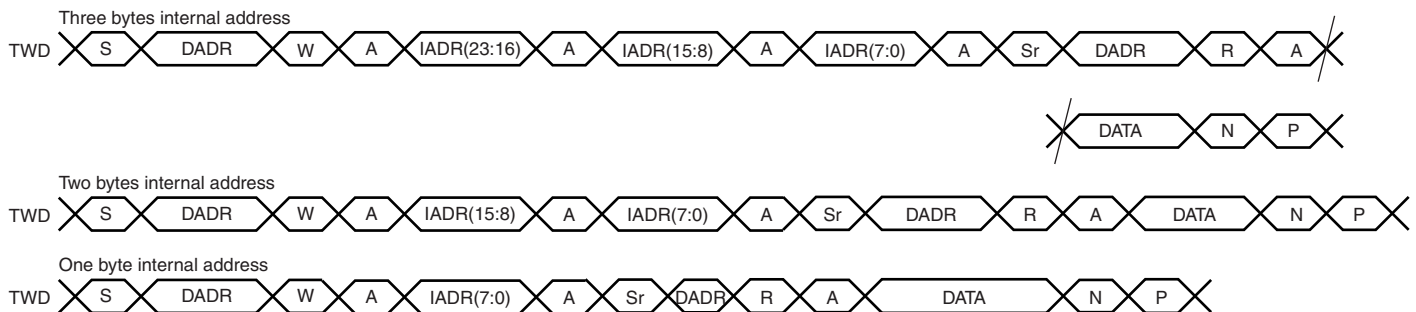 Three bytes internal address
TWD S DADR W A IADR(23:16) A IADR(15:8) A IADR(7:0) A Sr DADR R A
DATA N P
Two bytes internal address
TWD S DADR W A IADR(15:8) A IADR(7:0) A Sr DADR R A DATA N P
One byte internal address
TWD S DADR W A IADR(7:0) A Sr DADR R A DATA N P